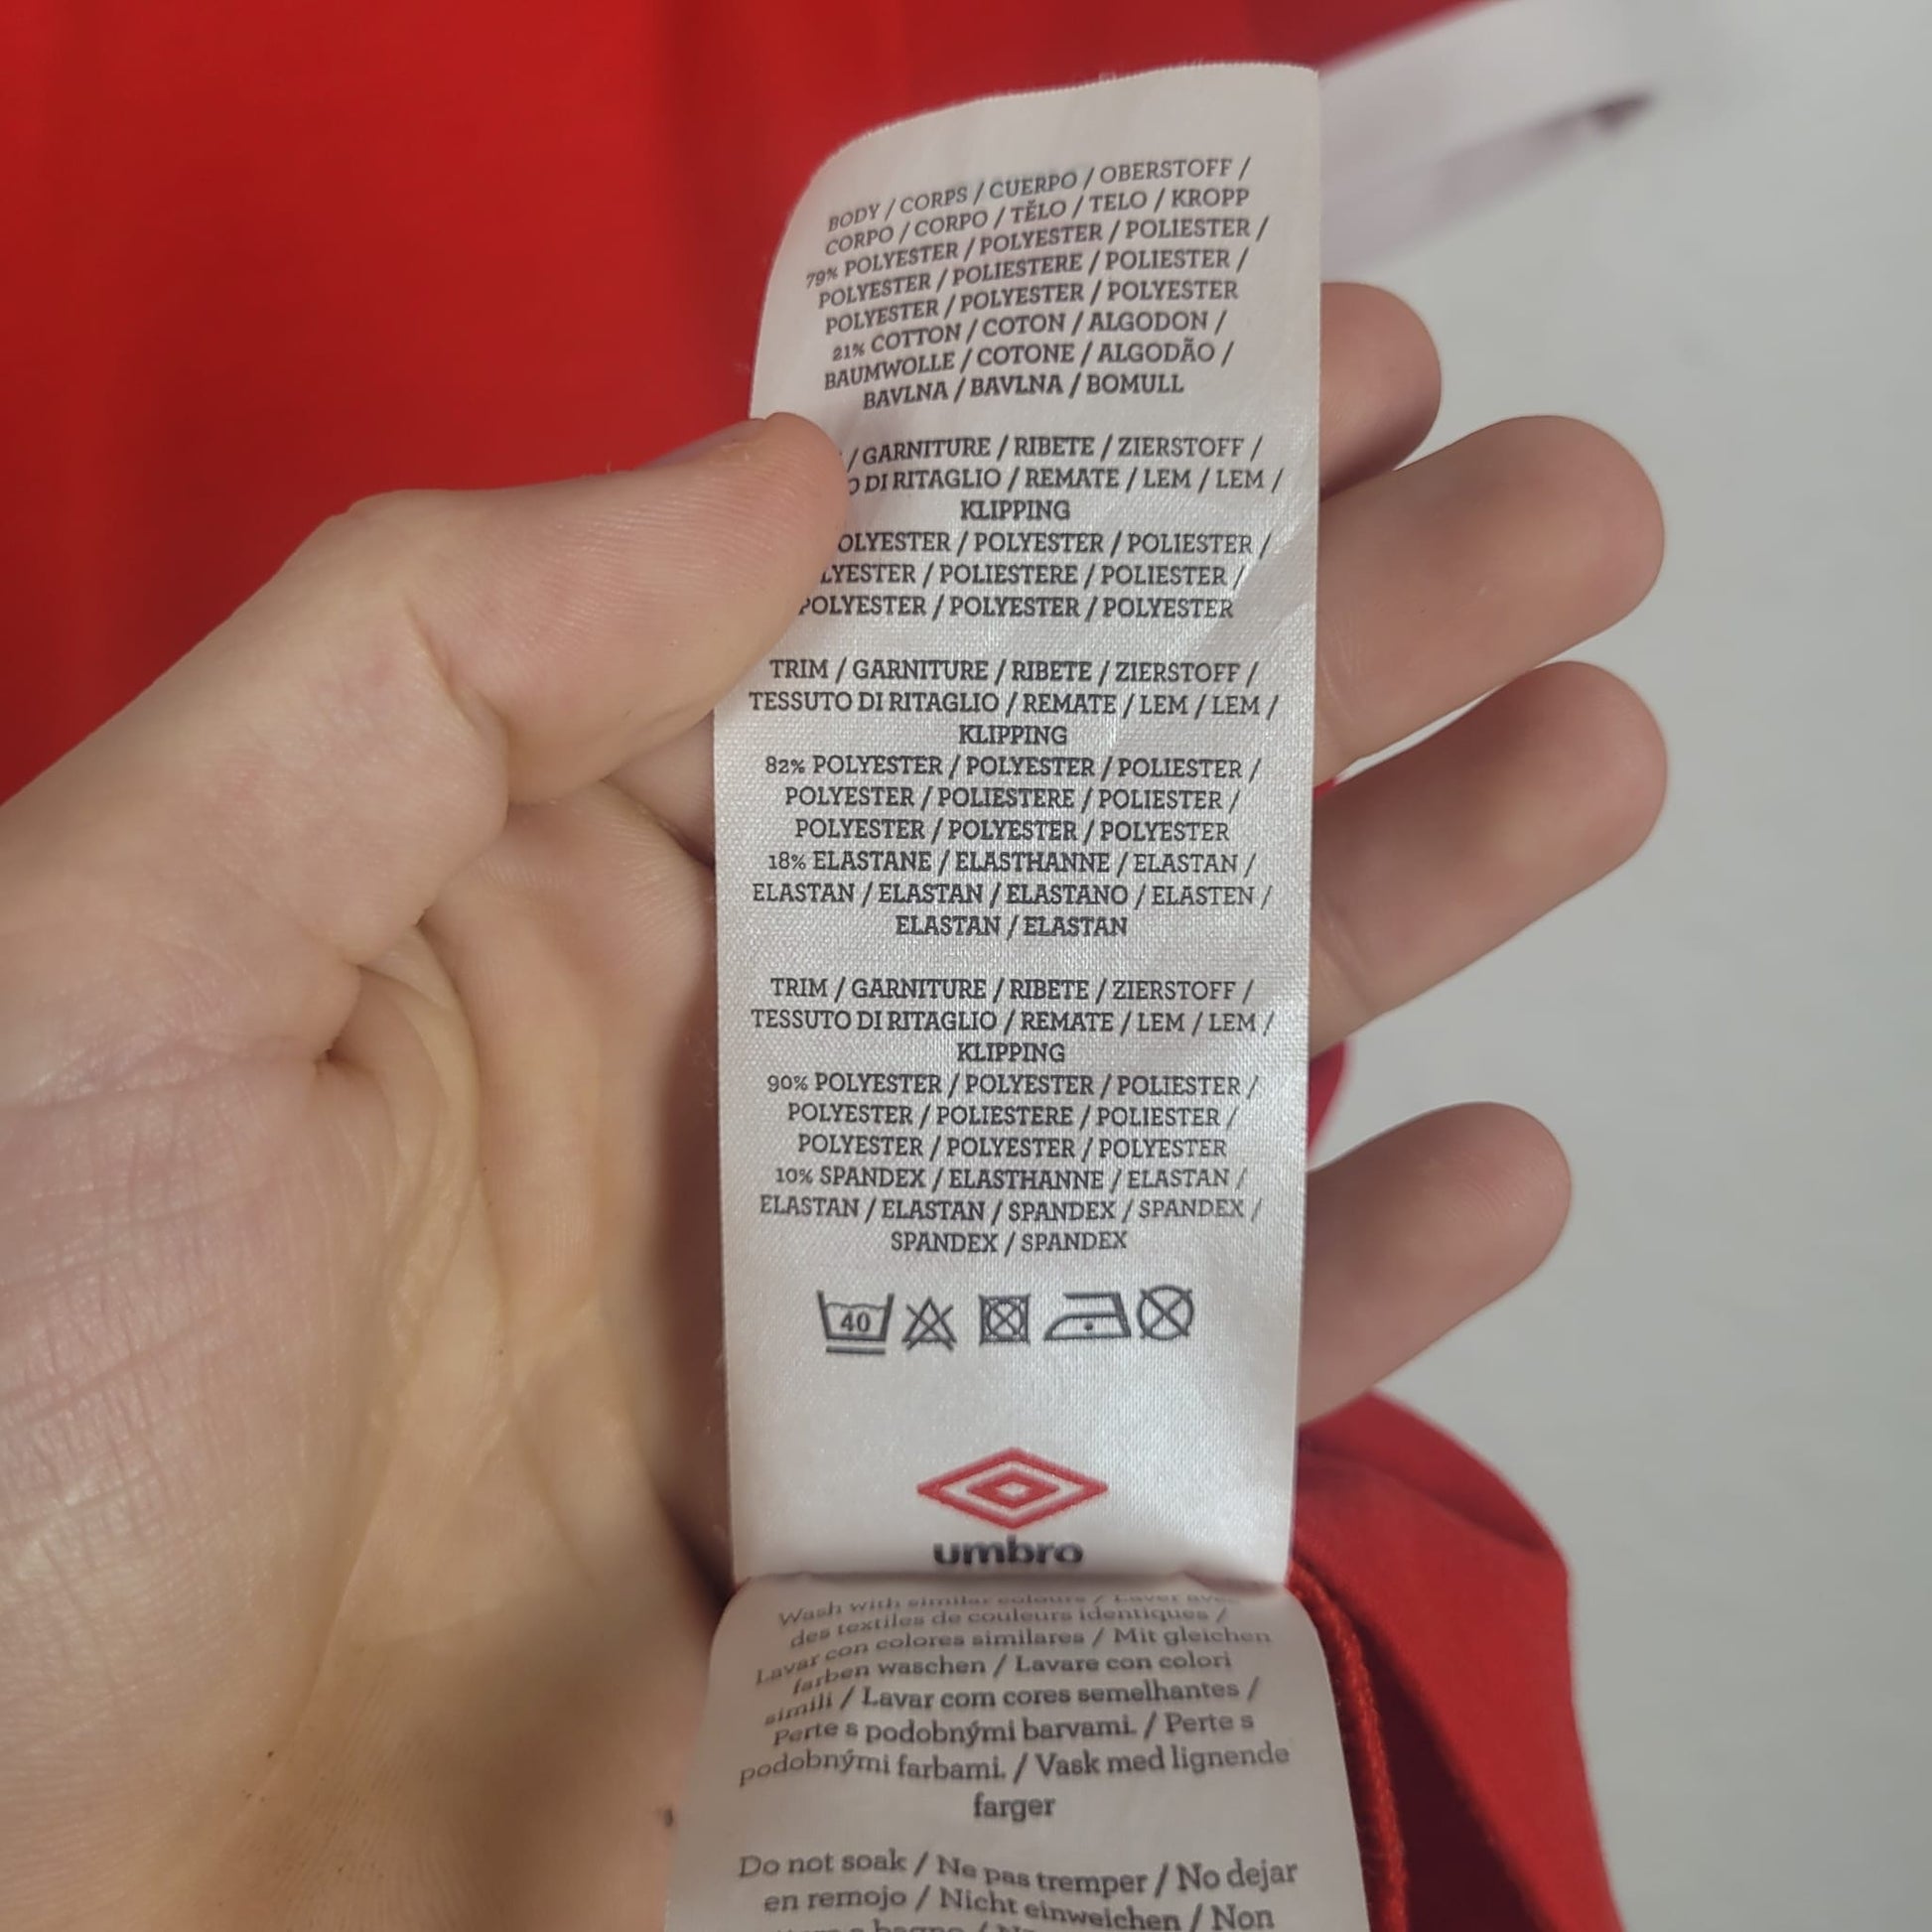 BODY / CORPS / CUERPO / OBERSTOFF /
CORPO / CORPO / TĚLO / TELO / KROPP
79% POLYESTER / POLYESTER / POLIESTER /
POLYESTER / POLIESTERE / POLIESTER /
POLYESTER / POLYESTER / POLYESTER
21% COTTON / COTON / ALGODON /
BAUMWOLLE / COTONE / ALGODÃO /
BAVLNA / BAVLNA / BOMULL
/ GARNITURE / RIBETE / ZIERSTOFF /
DI RITAGLIO / REMATE / LEM / LEM /
KLIPPING
OLYESTER / POLYESTER / POLIESTER /
LYESTER / POLIESTERE / POLIESTER /
POLYESTER / POLYESTER / POLYESTER
TRIM / GARNITURE / RIBETE / ZIERSTOFF /
TESSUTO DI RITAGLIO / REMATE / LEM / LEM /
KLIPPING
82% POLYESTER / POLYESTER / POLIESTER /
POLYESTER / POLIESTERE / POLIESTER /
POLYESTER / POLYESTER / POLYESTER
18% ELASTANE / ELASTHANNE / ELASTAN /
ELASTAN / ELASTAN / ELASTANO / ELASTEN /
ELASTAN / ELASTAN
TRIM / GARNITURE / RIBETE / ZIERSTOFF /
TESSUTO DI RITAGLIO / REMATE / LEM / LEM /
KLIPPING
90% POLYESTER / POLYESTER / POLIESTER /
POLYESTER / POLIESTERE / POLIESTER /
POLYESTER / POLYESTER / POLYESTER
10% SPANDEX / ELASTHANNE / ELASTAN /
ELASTAN / ELASTAN / SPANDEX / SPANDEX /
SPANDEX / SPANDEX
40
umbro
Wash with similar colours / Laver avec
des textiles de couleurs identiques /
Lavar con colores similares / Mit gleichen
farben waschen / Lavare con colori
simili / Lavar com cores semelhantes /
Perte s podobnými barvami. / Perte s
podobnými farbami. / Vask med lignende
farger
Do not soak / Ne pas tremper / No dejar
en remojo / Nicht einweichen / Non